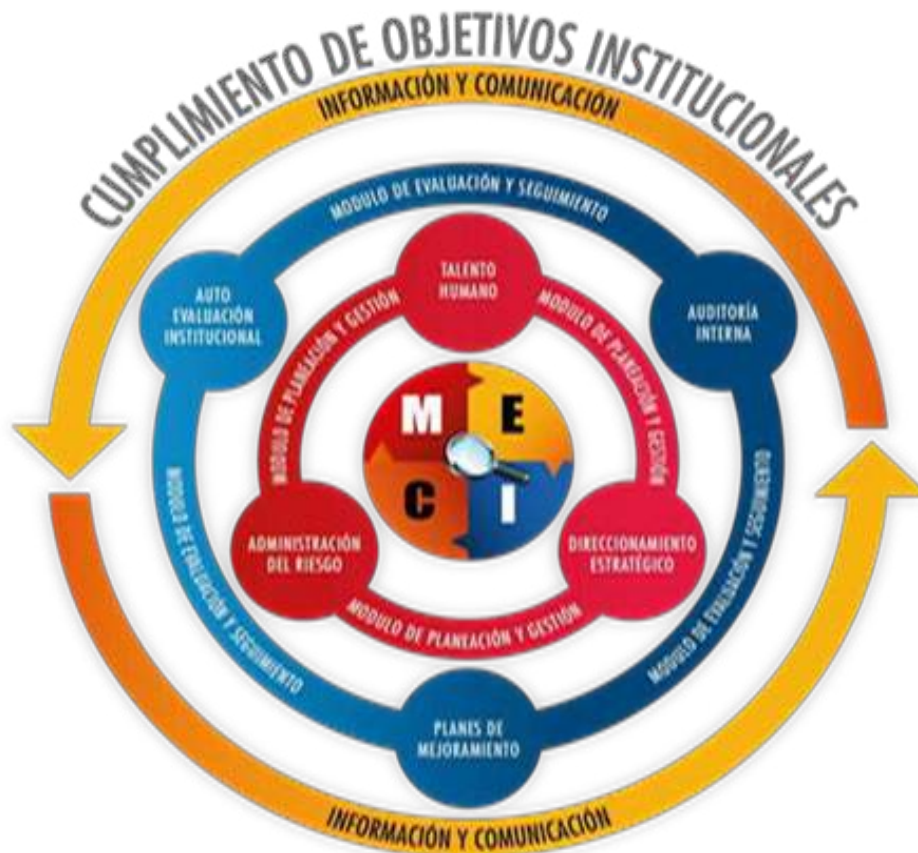 CUMPLIMIENTO DE OBJETIVOS INSTITUCIONALES
INFORMACIÓN Y COMUNICACIÓN
MODULO DE EVALUACIÓN Y SEGUIMIENTO
TALENTO
HUMANO
AUTO
EVALUACIÓN
INSTITUCIONAL
AUDITORÍA
INTERNA
MODULO DE PLANEACIÓN Y GESTIÓN
MODULO DE PLANEACIÓN Y GESTIÓN
M E
C I
MODULO DE EVALUACIÓN Y SEGUIMIENTO
MODULO DE EVALUACIÓN Y SEGUIMIENTO
ADMINISTRACIÓN
DEL RIESGO
DIRECCIONAMIENTO
ESTRATÉGICO
MODULO DE PLANEACIÓN Y GESTIÓN
PLANES DE
MEJORAMIENTO
INFORMACIÓN Y COMUNICACIÓN